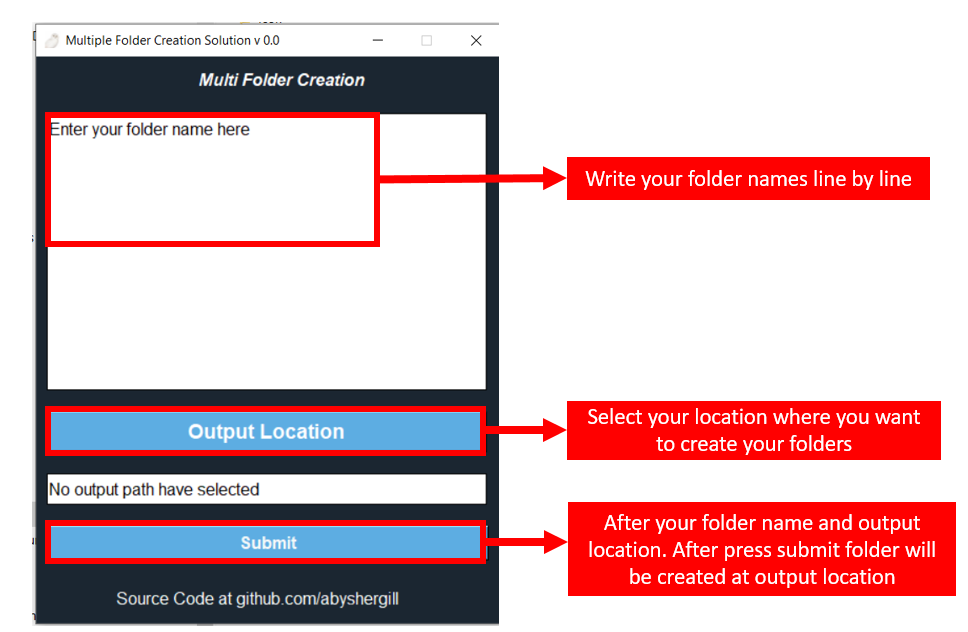 Multiple Folder Creation Solution v 0.0
Multi Folder Creation
Enter your folder name here
Write your folder names line by line
Output Location
Select your location where you want
to create your folders
No output path have selected
Submit
After your folder name and output
location. After press submit folder will
be created at output location
Source Code at github.com/abyshergill